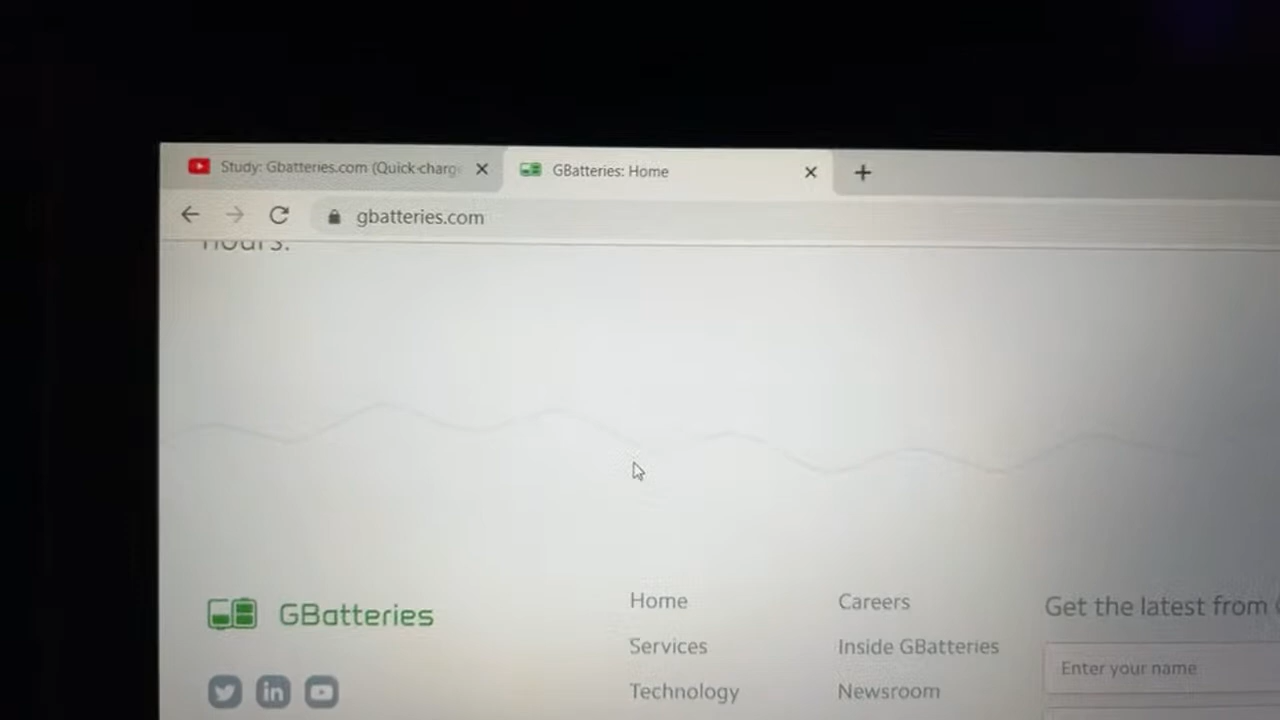 Study: Gbatteries.com (Quick-charg
GBatteries: Home
gbatteries.com
hours.
GBatteries
Home
Services
Technology
Careers
Inside GBatteries
Newsroom
Get the latest from
Enter your name